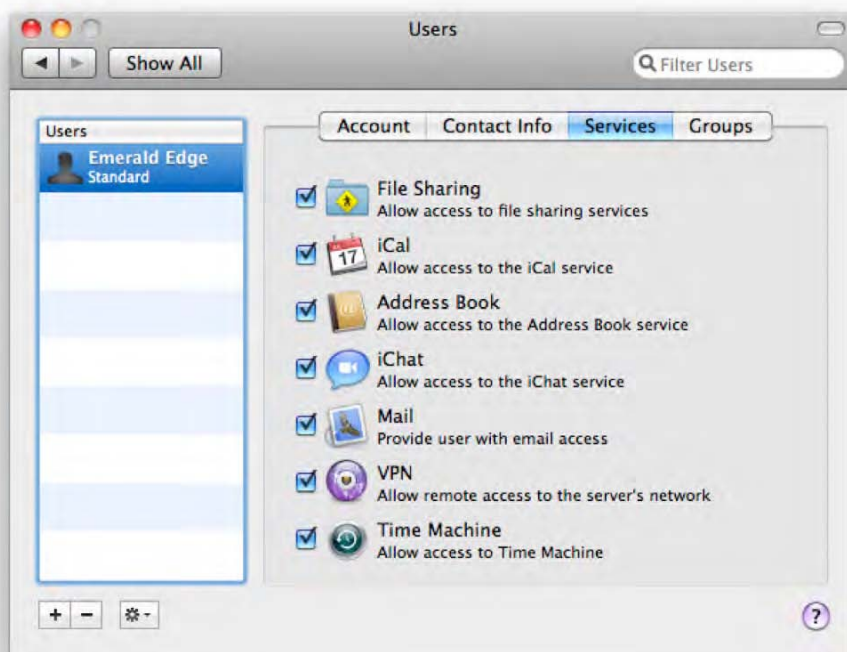 Users
Show All
Filter Users
Users
Emerald Edge
Standard
Account Contact Info Services Groups
File Sharing
Allow access to file sharing services
17
iCal
Allow access to the iCal service
Address Book
Allow access to the Address Book service
iChat
Allow access to the iChat service
Mail
Provide user with email access
VPN
Allow remote access to the server's network
Time Machine
Allow access to Time Machine
+ −
?